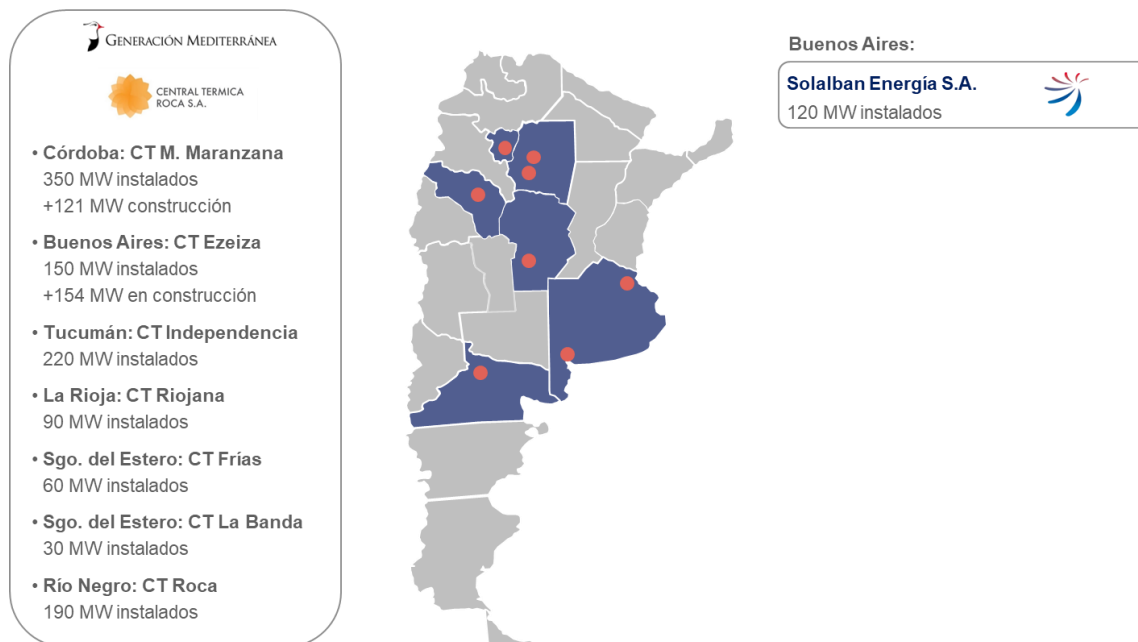 GENERACIÓN MEDITERRÁNEA
CENTRAL TERMICA
ROCA S.A.
• Córdoba: CT M. Maranzana
350 MW instalados
+121 MW construcción
• Buenos Aires: CT Ezeiza
150 MW instalados
+154 MW en construcción
• Tucumán: CT Independencia
220 MW instalados
• La Rioja: CT Riojana
90 MW instalados
• Sgo. del Estero: CT Frías
60 MW instalados
• Sgo. del Estero: CT La Banda
30 MW instalados
• Río Negro: CT Roca
190 MW instalados
Buenos Aires:
Solalban Energía S.A.
120 MW instalados